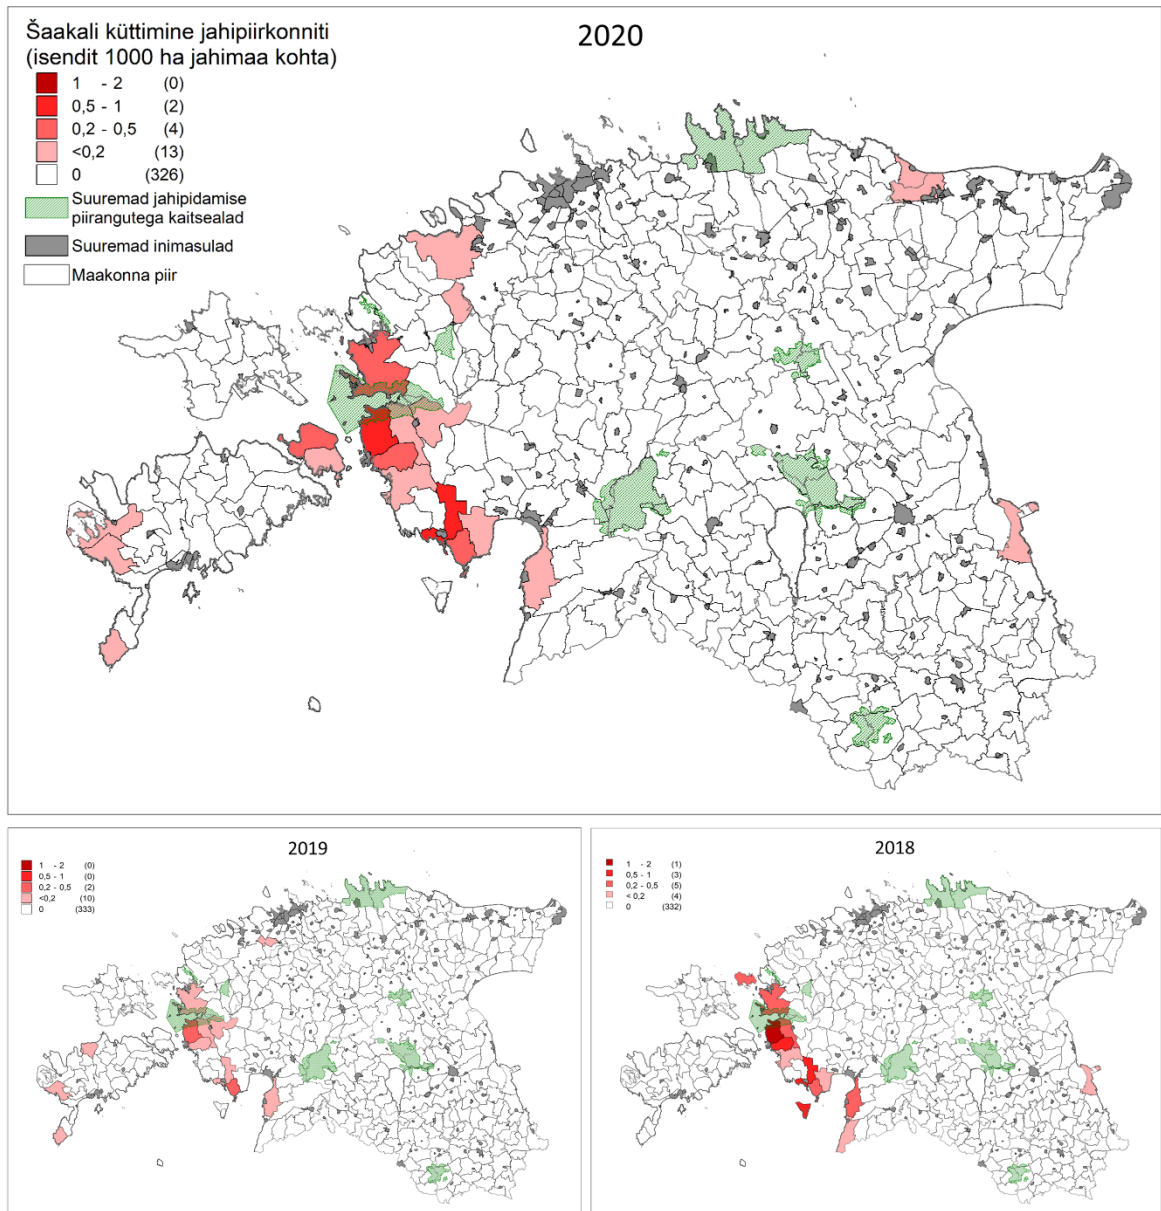 Šaakali küttimine jahipiirkonniti
(isendit 1000 ha jahimaa kohta)
2020
1 - 2 (0)
0,5 - 1 (2)
0,2 - 0,5 (4)
<0,2 (13)
0 (326)
Suuremad jahipidamise
piirangutega kaitsealad
Suuremad inimasulad
Maakonna piir
2019
1 - 2 (0)
0,5 - 1 (0)
0,2 - 0,5 (2)
<0,2 (10)
0 (333)
2018
1 - 2 (1)
0,5 - 1 (3)
0,2 - 0,5 (5)
< 0,2 (4)
0 (332)